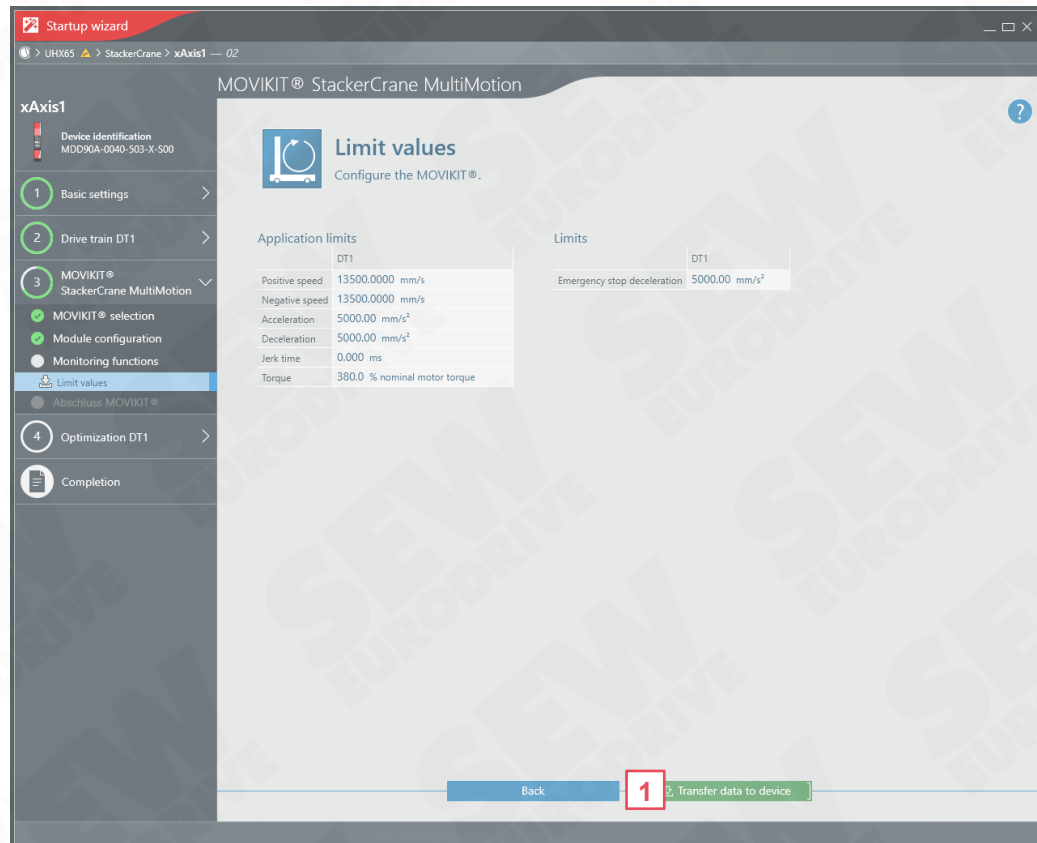 Startup wizard
> UHX65 > StackerCrane > xAxis1 — 02
MOVIKIT® StackerCrane MultiMotion
xAxis1
Device identification
MDD90A-0040-503-X-S00
?
Limit values
Configure the MOVIKIT®.
1 Basic settings
2 Drive train DT1
3 MOVIKIT®
StackerCrane MultiMotion
MOVIKIT® selection
Module configuration
Monitoring functions
Limit values
Abschluss MOVIKIT®
4 Optimization DT1
Completion
Application limits
DT1
Positive speed 13500.0000 mm/s
Negative speed 13500.0000 mm/s
Acceleration 5000.00 mm/s²
Deceleration 5000.00 mm/s²
Jerk time 0.000 ms
Torque 380.0 % nominal motor torque
Limits
DT1
Emergency stop deceleration 5000.00 mm/s²
Back
1
Transfer data to device
SEW
EURODRIVE